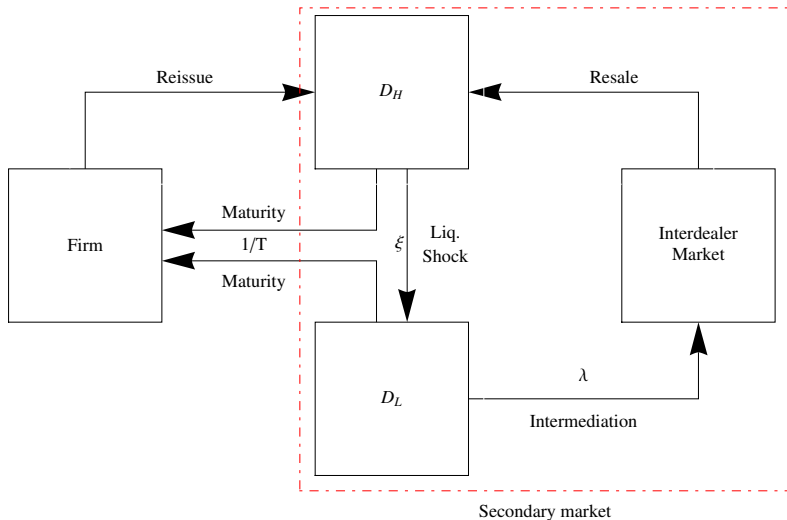 Reissue
D_H
Resale
Firm
Maturity
1/T
Maturity
ξ
Liq.
Shock
Interdealer
Market
D_L
λ
Intermediation
Secondary market